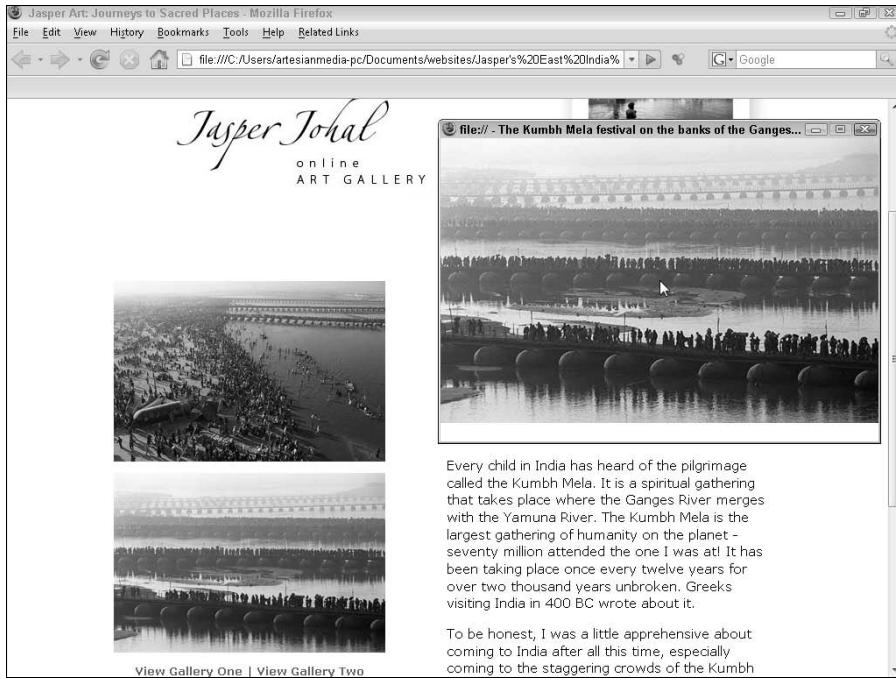 Jasper Art: Journeys to Sacred Places - Mozilla Firefox
File Edit View History Bookmarks Tools Help Related Links
file:///C:/Users/artesianmedia-pc/Documents/websites/Jasper's%20East%20India%
G
Google
Jasper Johal
online
ART GALLERY
file:// - The Kumbh Mela festival on the banks of the Ganges...
Every child in India has heard of the pilgrimage
called the Kumbh Mela. It is a spiritual gathering
that takes place where the Ganges River merges
with the Yamuna River. The Kumbh Mela is the
largest gathering of humanity on the planet -
seventy million attended the one I was at! It has
been taking place once every twelve years for
over two thousand years unbroken. Greeks
visiting India in 400 BC wrote about it.
To be honest, I was a little apprehensive about
coming to India after all this time, especially
coming to the staggering crowds of the Kumbh
View Gallery One | View Gallery Two